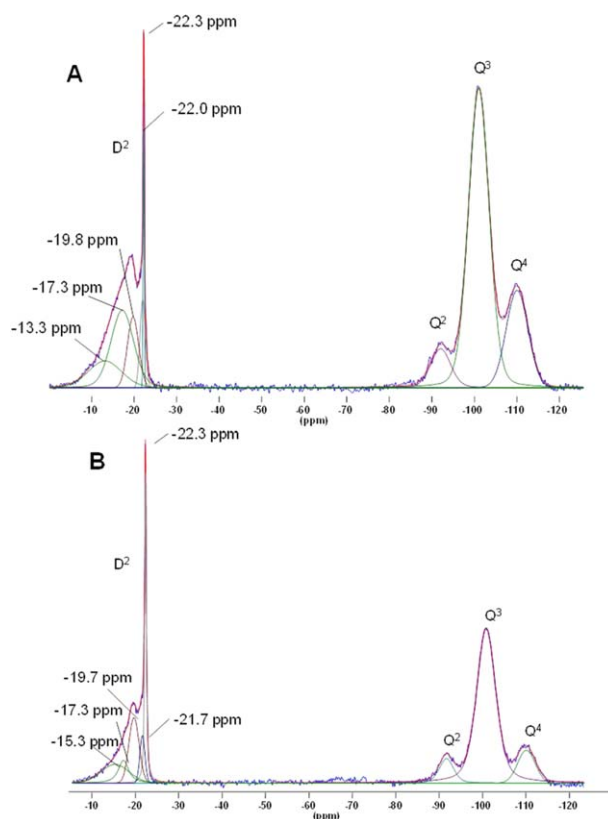 -22.3 ppm
A
Q³
-22.0 ppm
D²
-19.8 ppm
Q⁴
-17.3 ppm
Q²
-13.3 ppm
-10 -20 -30 -40 -50 -60 -70 -80 -90 -100 -110 -120
(ppm)
-22.3 ppm
B
D²
Q³
-19.7 ppm
-17.3 ppm
-21.7 ppm
Q² Q⁴
-15.3 ppm
-10 -20 -30 -40 -50 -60 -70 -80 -90 -100 -110 -120
(ppm)